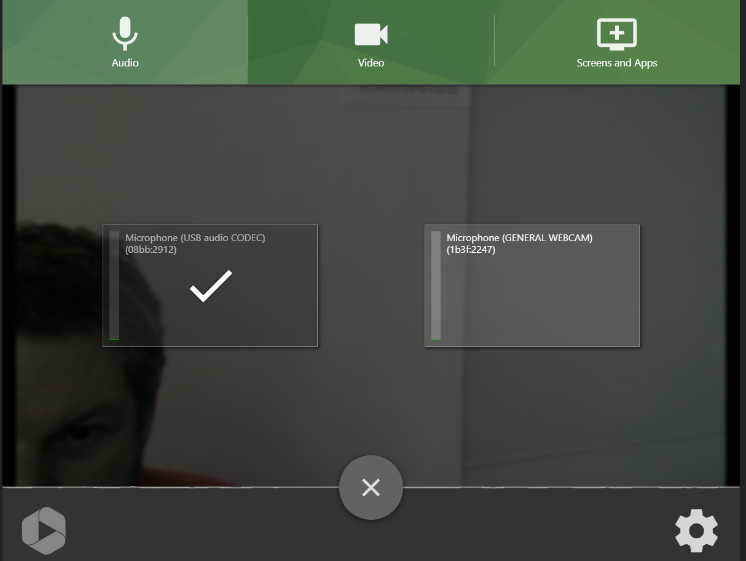 Audio
Video
Screens and Apps
Microphone (USB audio CODEC)
(08bb:2912)
Microphone (GENERAL WEBCAM)
(1b3f:2247)